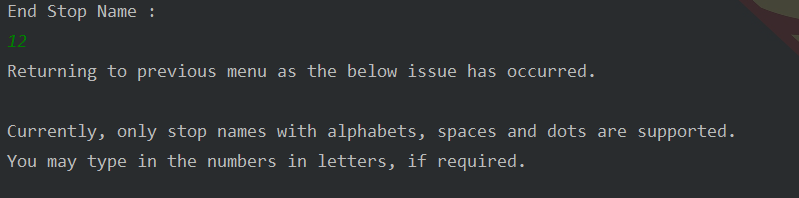 End Stop Name :
12
Returning to previous menu as the below issue has occurred.
Currently, only stop names with alphabets, spaces and dots are supported.
You may type in the numbers in letters, if required.